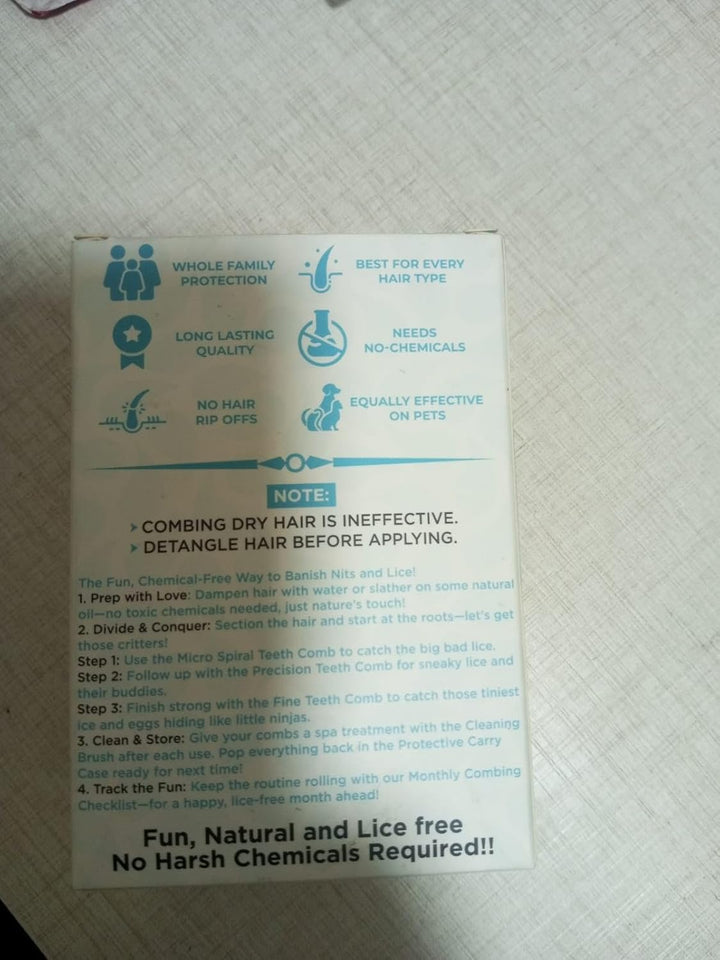 WHOLE FAMILY
PROTECTION
BEST FOR EVERY
HAIR TYPE
LONG LASTING
QUALITY
NEEDS
NO-CHEMICALS
NO HAIR
RIP OFFS
EQUALLY EFFECTIVE
ON PETS
NOTE:
COMBING DRY HAIR IS INEFFECTIVE.
DETANGLE HAIR BEFORE APPLYING.
The Fun, Chemical-Free Way to Banish Nits and Lice!
1. Prep with Love: Dampen hair with water or slather on some natural
oil—no toxic chemicals needed, just nature's touch!
2. Divide & Conquer: Section the hair and start at the roots—let's get
those critters!
Step 1: Use the Micro Spiral Teeth Comb to catch the big bad lice.
Step 2: Follow up with the Precision Teeth Comb for sneaky lice and
their buddies.
Step 3: Finish strong with the Fine Teeth Comb to catch those tiniest
ice and eggs hiding like little ninjas.
3. Clean & Store: Give your combs a spa treatment with the Cleaning
Brush after each use. Pop everything back in the Protective Carry
Case ready for next time!
4. Track the Fun: Keep the routine rolling with our Monthly Combing
Checklist—for a happy, lice-free month ahead!
Fun, Natural and Lice free
No Harsh Chemicals Required!!